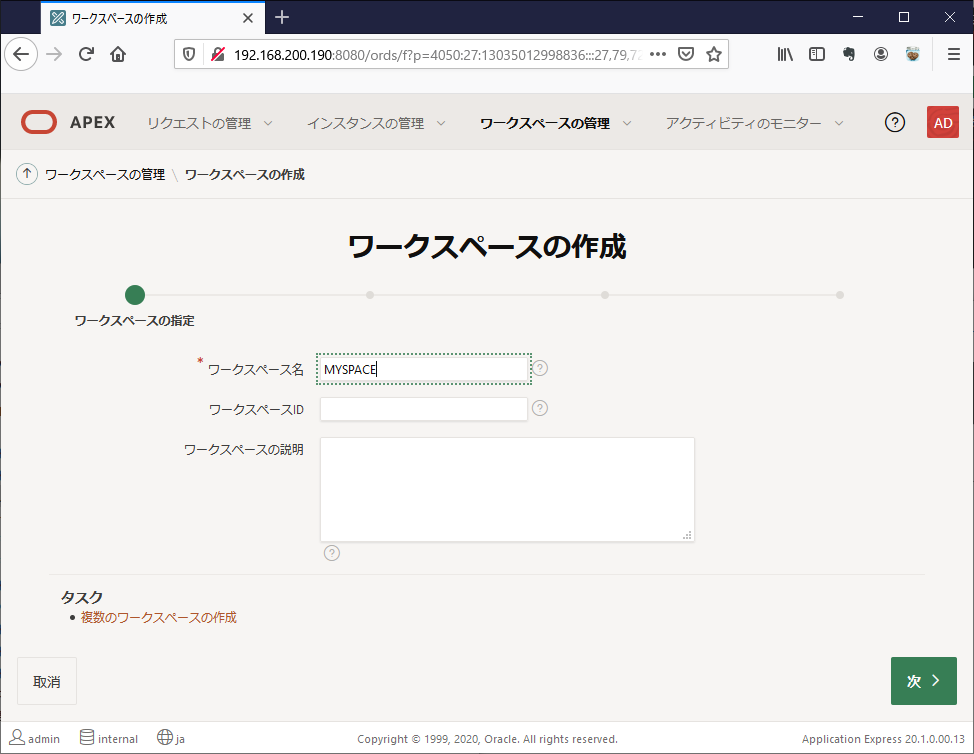 ワークスペースの作成
192.168.200.190:8080/ords/f?p=4050:27:13035012998836:::27,79,7
APEX リクエストの管理 インスタンスの管理 ワークスペースの管理 アクティビティのモニター ? AD
ワークスペースの管理 \ ワークスペースの作成
ワークスペースの作成
ワークスペースの指定
* ワークスペース名 MYSPACE ?
ワークスペースID ?
ワークスペースの説明
?
タスク
• 複数のワークスペースの作成
取消 次
admin internal ja Copyright © 1999, 2020, Oracle. All rights reserved. Application Express 20.1.0.00.13